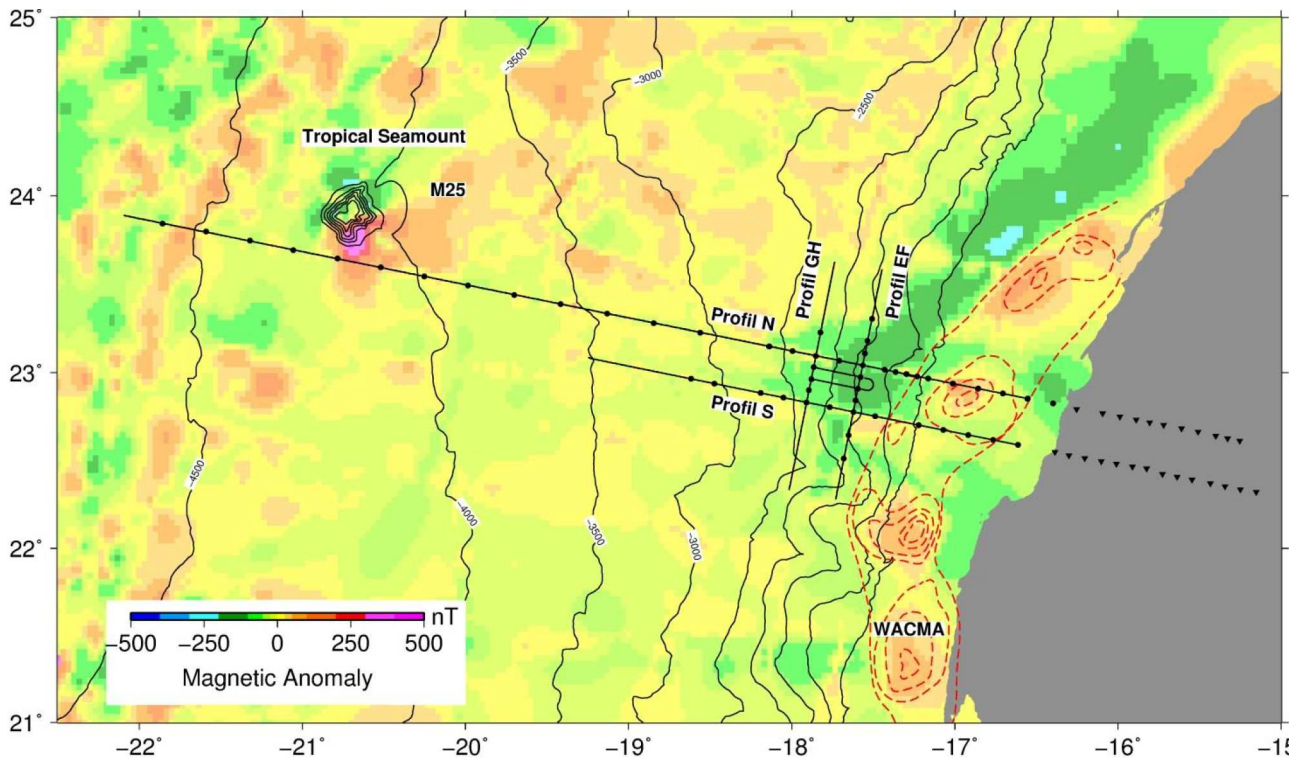 25°
24°
23°
22°
21°
−3500
−3000
−2500
Tropical Seamount
M25
Profil GH
Profil EF
Profil N
Profil S
−4500
−4000
−3500
−3000
WACMA
nT
−500 −250 0 250 500
Magnetic Anomaly
−22 −21 −20 −19 −18 −17 −16 −15